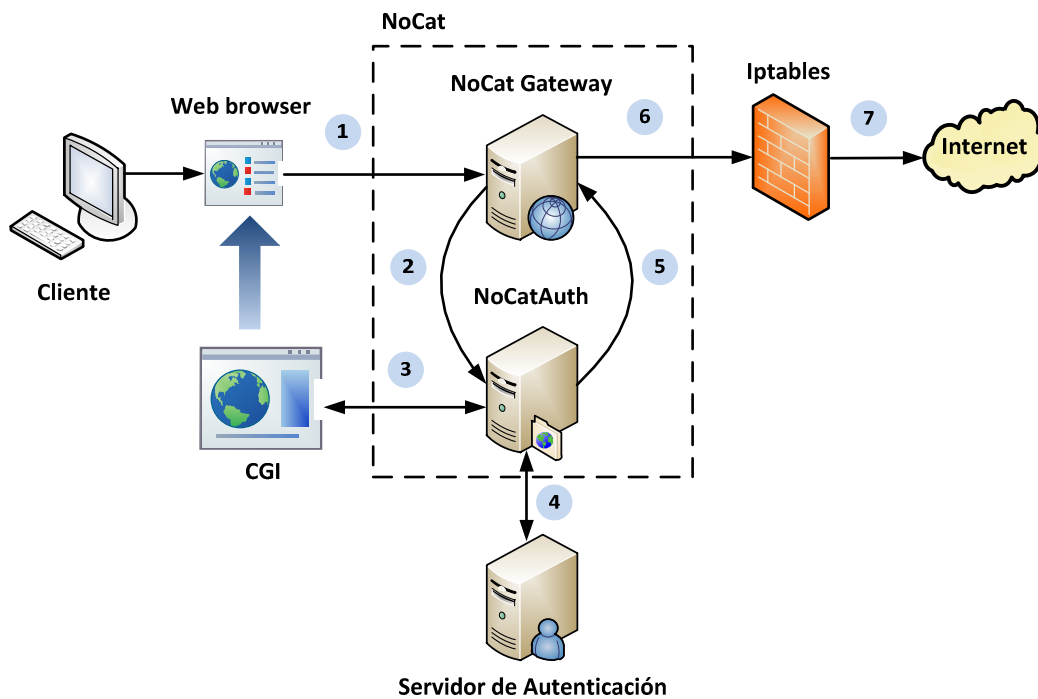 NoCat
NoCat Gateway
Iptables
Web browser
1
6
7
Internet
2
5
Cliente
NoCatAuth
3
CGI
4
Servidor de Autenticación